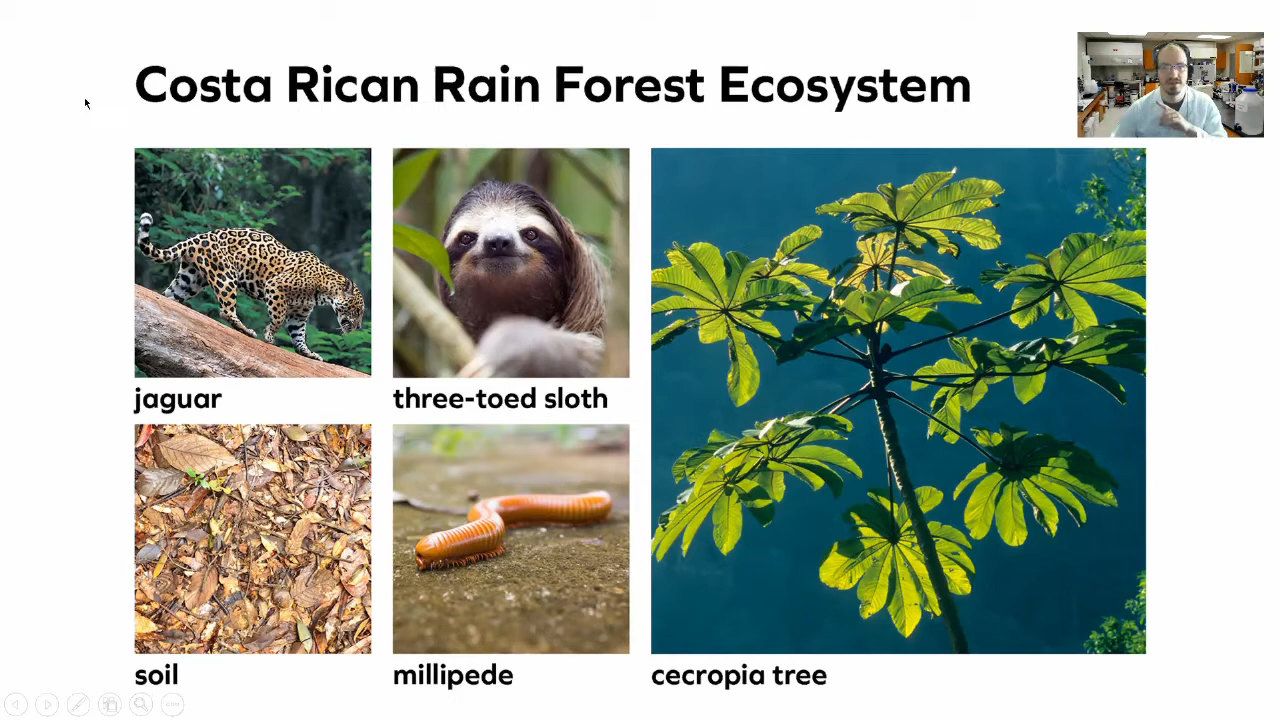 Costa Rican Rain Forest Ecosystem
jaguar
three-toed sloth
soil
millipede
cecropia tree